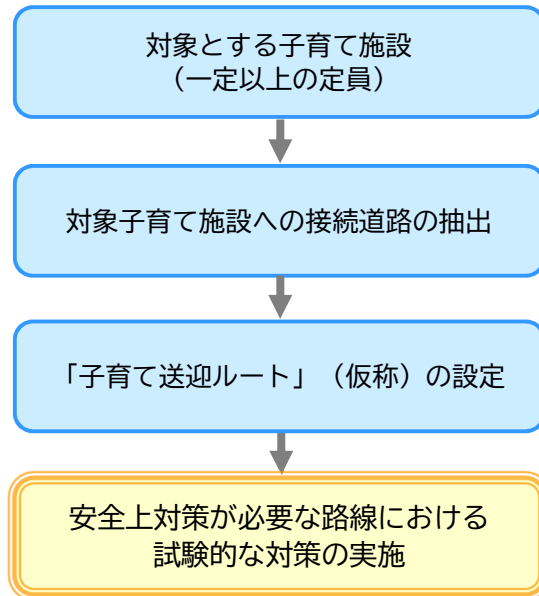 対象とする子育て施設
（一定以上の定員）
対象子育て施設への接続道路の抽出
「子育て送迎ルート」（仮称）の設定
安全上対策が必要な路線における
試験的な対策の実施